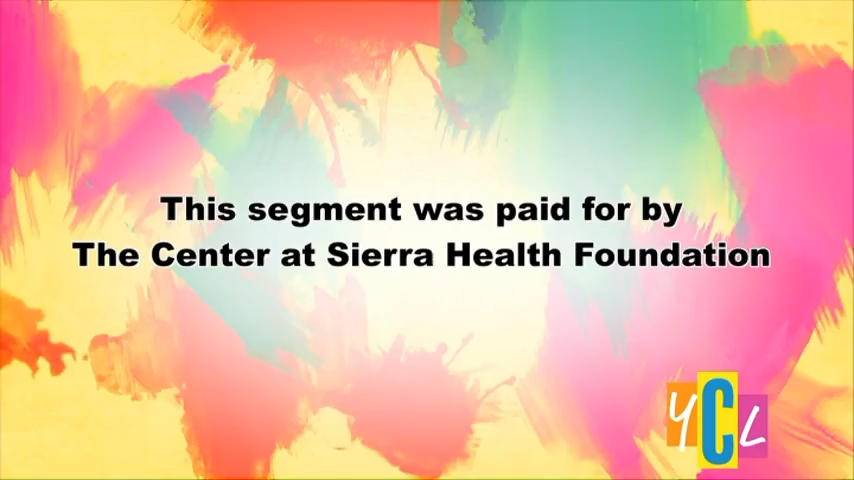 This segment was paid for by
The Center at Sierra Health Foundation
YCL